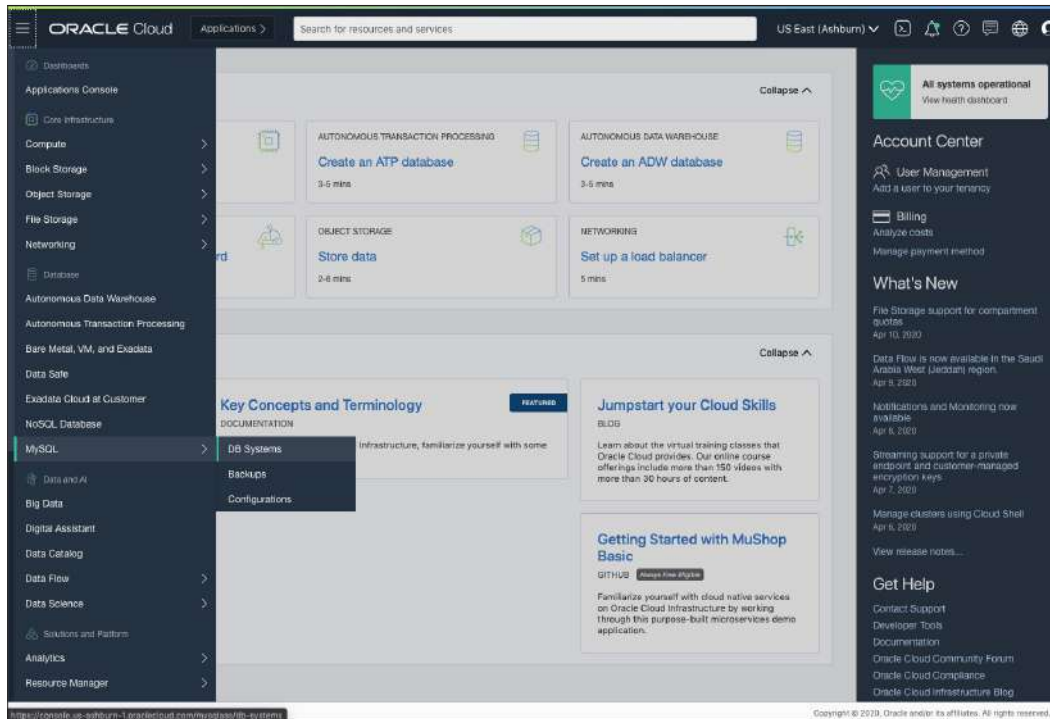 ORACLE Cloud
Applications >
Search for resources and services
US East (Ashburn)
Dashboards
Applications Console
Core Infrastructure
Compute
Block Storage
Object Storage
File Storage
Networking
Database
Autonomous Data Warehouse
Autonomous Transaction Processing
Bare Metal, VM, and Exadata
Data Safe
Exadata Cloud at Customer
NoSQL Database
MySQL
DB Systems
Backups
Configurations
Data and AI
Big Data
Digital Assistant
Data Catalog
Data Flow
Data Science
Solutions and Platform
Analytics
Resource Manager
https://console.us-ashburn-1.oraclecloud.com/mysqlaas/db-systems
Collapse
AUTONOMOUS TRANSACTION PROCESSING
Create an ATP database
3-5 mins
AUTONOMOUS DATA WAREHOUSE
Create an ADW database
3-5 mins
rd
OBJECT STORAGE
Store data
2-6 mins
NETWORKING
Set up a load balancer
5 mins
Collapse
Key Concepts and Terminology
FEATURED
DOCUMENTATION
Infrastructure, familiarize yourself with some
Jumpstart your Cloud Skills
BLOG
Learn about the virtual training classes that
Oracle Cloud provides. Our online course
offerings include more than 150 videos with
more than 30 hours of content.
Getting Started with MuShop
Basic
GITHUB Always Free Eligible
Familiarize yourself with cloud native services
on Oracle Cloud Infrastructure by working
through this purpose-built microservices demo
application.
All systems operational
View health dashboard
Account Center
User Management
Add a user to your tenancy
Billing
Analyze costs
Manage payment method
What's New
File Storage support for compartment
quotas
Apr 10, 2020
Data Flow is now available in the Saudi
Arabia West (Jeddah) region.
Apr 9, 2020
Notifications and Monitoring now
available
Apr 8, 2020
Streaming support for a private
endpoint and customer-managed
encryption keys
Apr 7, 2020
Manage clusters using Cloud Shell
Apr 6, 2020
View release notes...
Get Help
Contact Support
Developer Tools
Documentation
Oracle Cloud Community Forum
Oracle Cloud Compliance
Oracle Cloud Infrastructure Blog
Copyright © 2020, Oracle and/or its affiliates. All rights reserved.